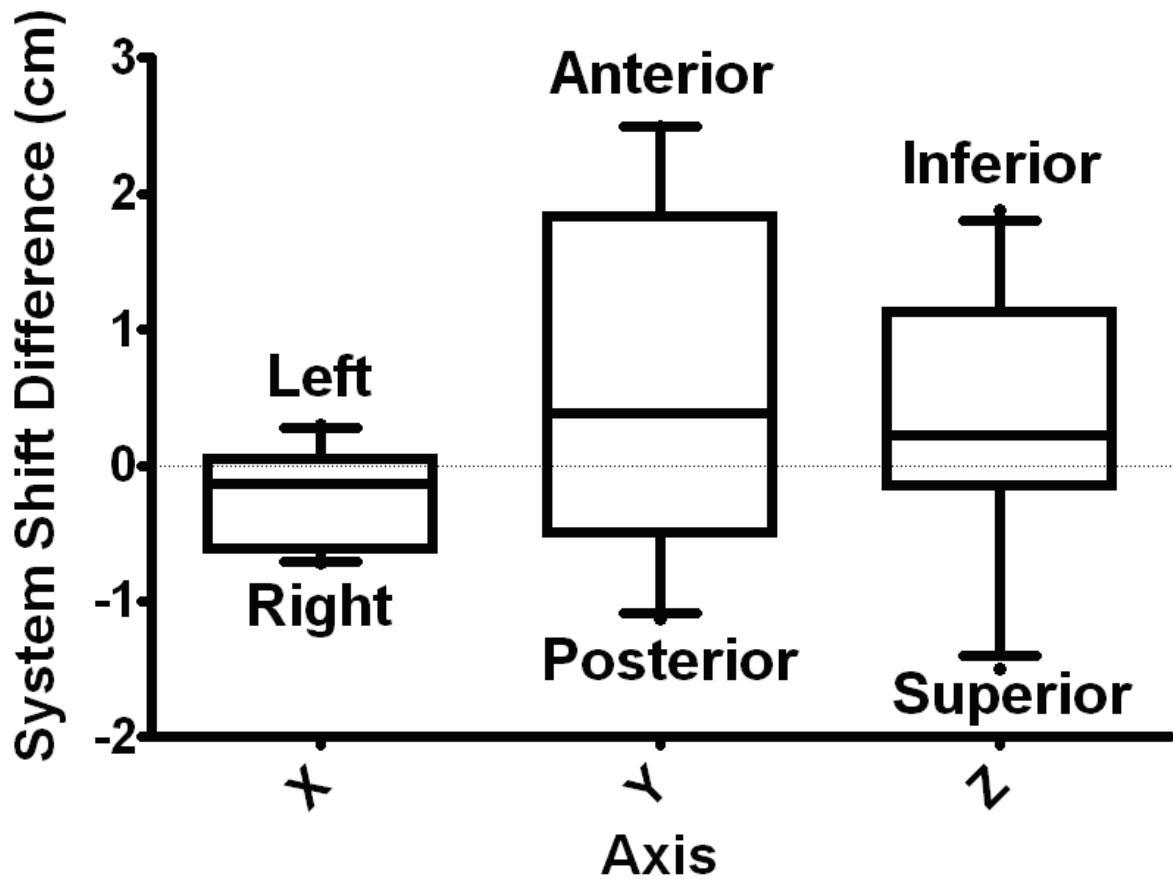 System Shift Difference (cm)
3
2
1
0
-1
-2
Left
Right
Anterior
Posterior
Inferior
Superior
X
Y
Z
Axis